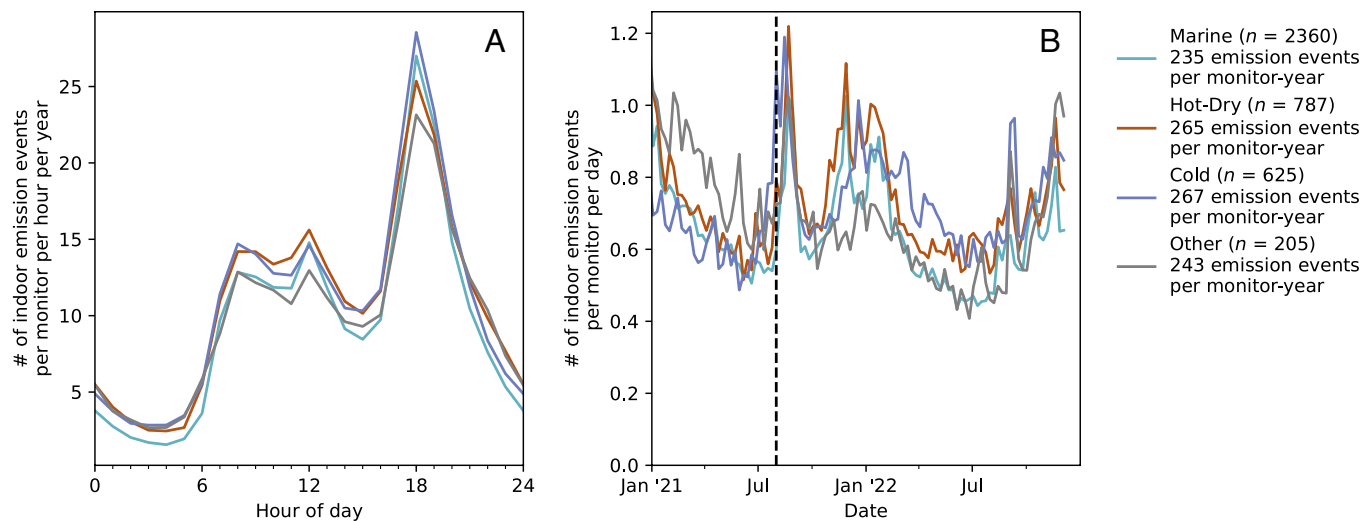 A
# of indoor emission events
per monitor per hour per year
25
20
15
10
5
0
6
12
18
24
Hour of day
B
# of indoor emission events
per monitor per day
1.2
1.0
0.8
0.6
0.4
0.2
0.0
Jan '21
Jul
Jan '22
Jul
Date
Marine (n = 2360)
235 emission events
per monitor-year
Hot-Dry (n = 787)
265 emission events
per monitor-year
Cold (n = 625)
267 emission events
per monitor-year
Other (n = 205)
243 emission events
per monitor-year